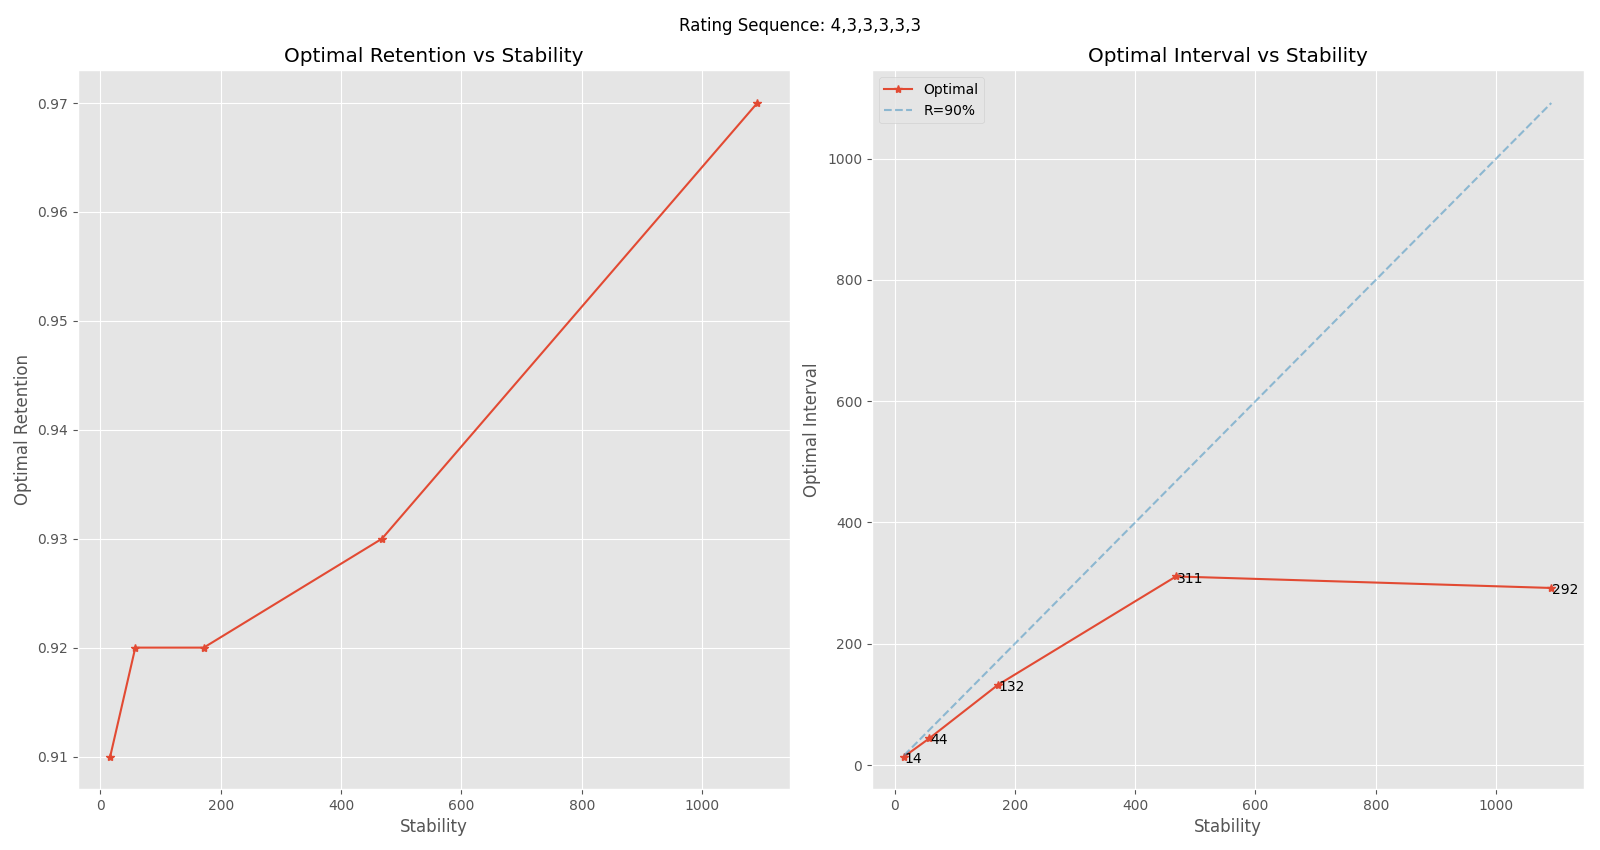 Rating Sequence: 4,3,3,3,3,3
Optimal Retention vs Stability
0.97
0.96
0.95
0.94
0.93
0.92
0.91
Optimal Retention
0 200 400 600 800 1000
Stability
Optimal Interval vs Stability
Optimal
R=90%
1000
800
600
400
200
0
Optimal Interval
14
44
132
311
292
0 200 400 600 800 1000
Stability